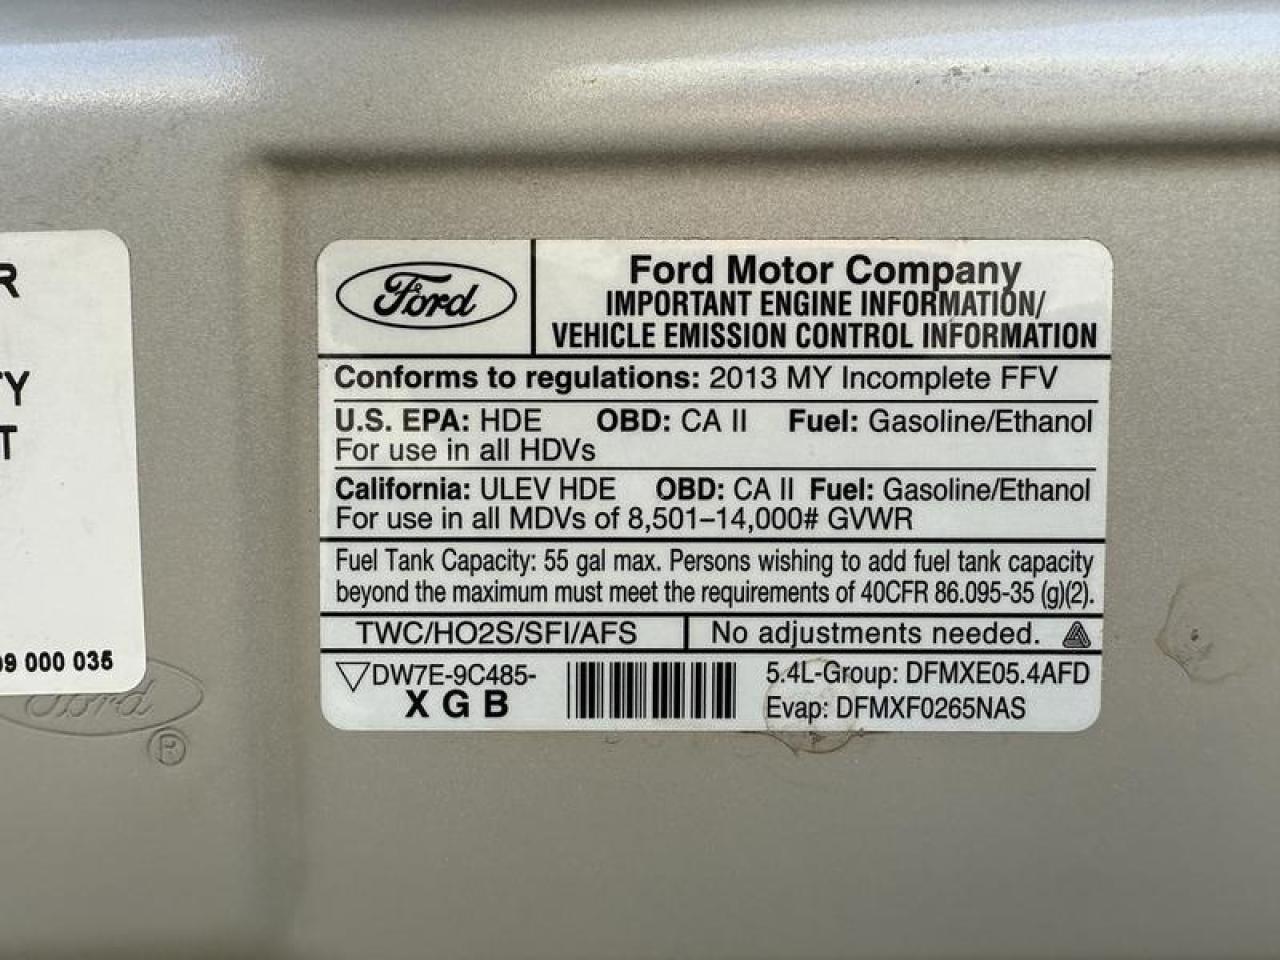 R
TY
T
09 000 035
Ford
®
Ford
Ford Motor Company
IMPORTANT ENGINE INFORMATION/
VEHICLE EMISSION CONTROL INFORMATION
Conforms to regulations: 2013 MY Incomplete FFV
U.S. EPA: HDE OBD: CA II Fuel: Gasoline/Ethanol
For use in all HDVs
California: ULEV HDE OBD: CA II Fuel: Gasoline/Ethanol
For use in all MDVs of 8,501–14,000# GVWR
Fuel Tank Capacity: 55 gal max. Persons wishing to add fuel tank capacity
beyond the maximum must meet the requirements of 40CFR 86.095-35 (g)(2).
TWC/HO2S/SFI/AFS No adjustments needed.
DW7E-9C485- 5.4L-Group: DFMXE05.4AFD
X G B Evap: DFMXF0265NAS